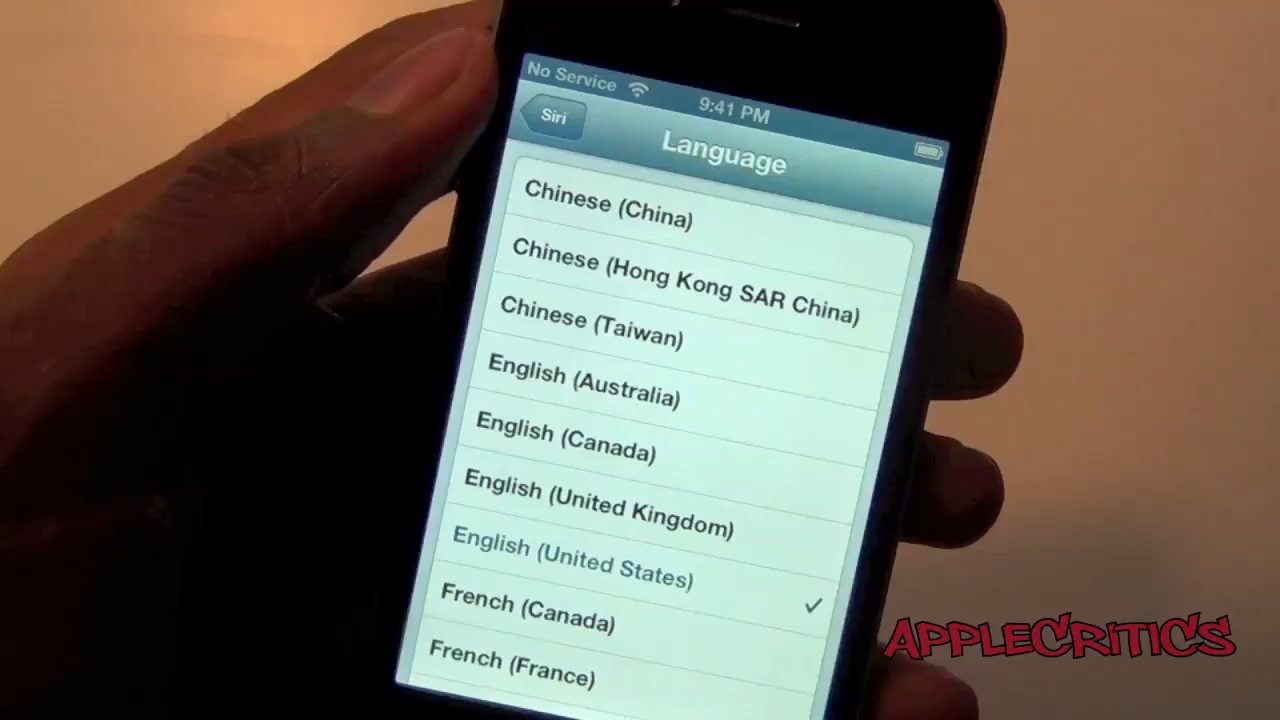 No Service
9:41 PM
Siri
Language
Chinese (China)
Chinese (Hong Kong SAR China)
Chinese (Taiwan)
English (Australia)
English (Canada)
English (United Kingdom)
English (United States)
French (Canada)
French (France)
APPLECRITICS